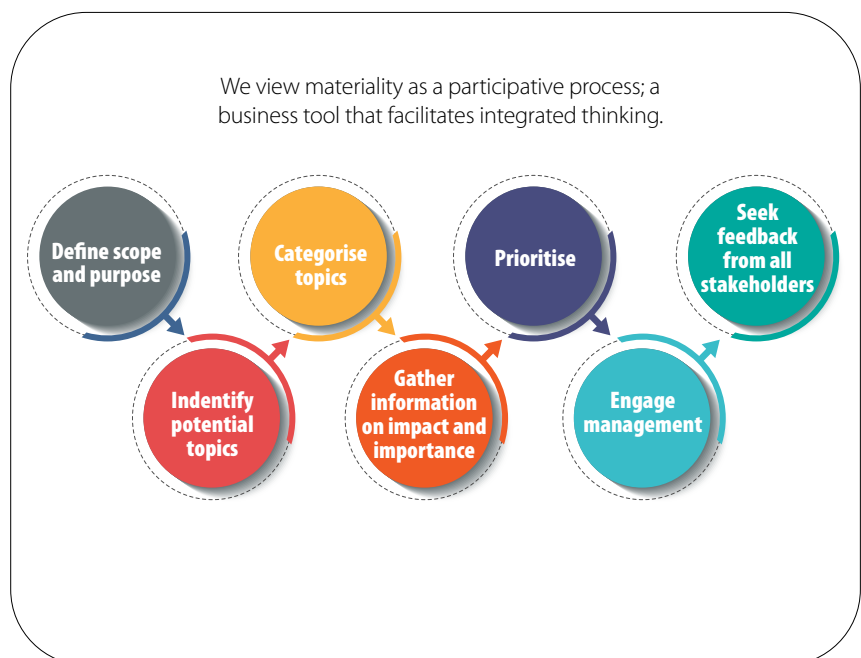 We view materiality as a participative process; a
business tool that facilitates integrated thinking.
Define scope
and purpose
Indentify
potential
topics
Categorise
topics
Gather
information
on impact and
importance
Prioritise
Engage
management
Seek
feedback
from all
stakeholders